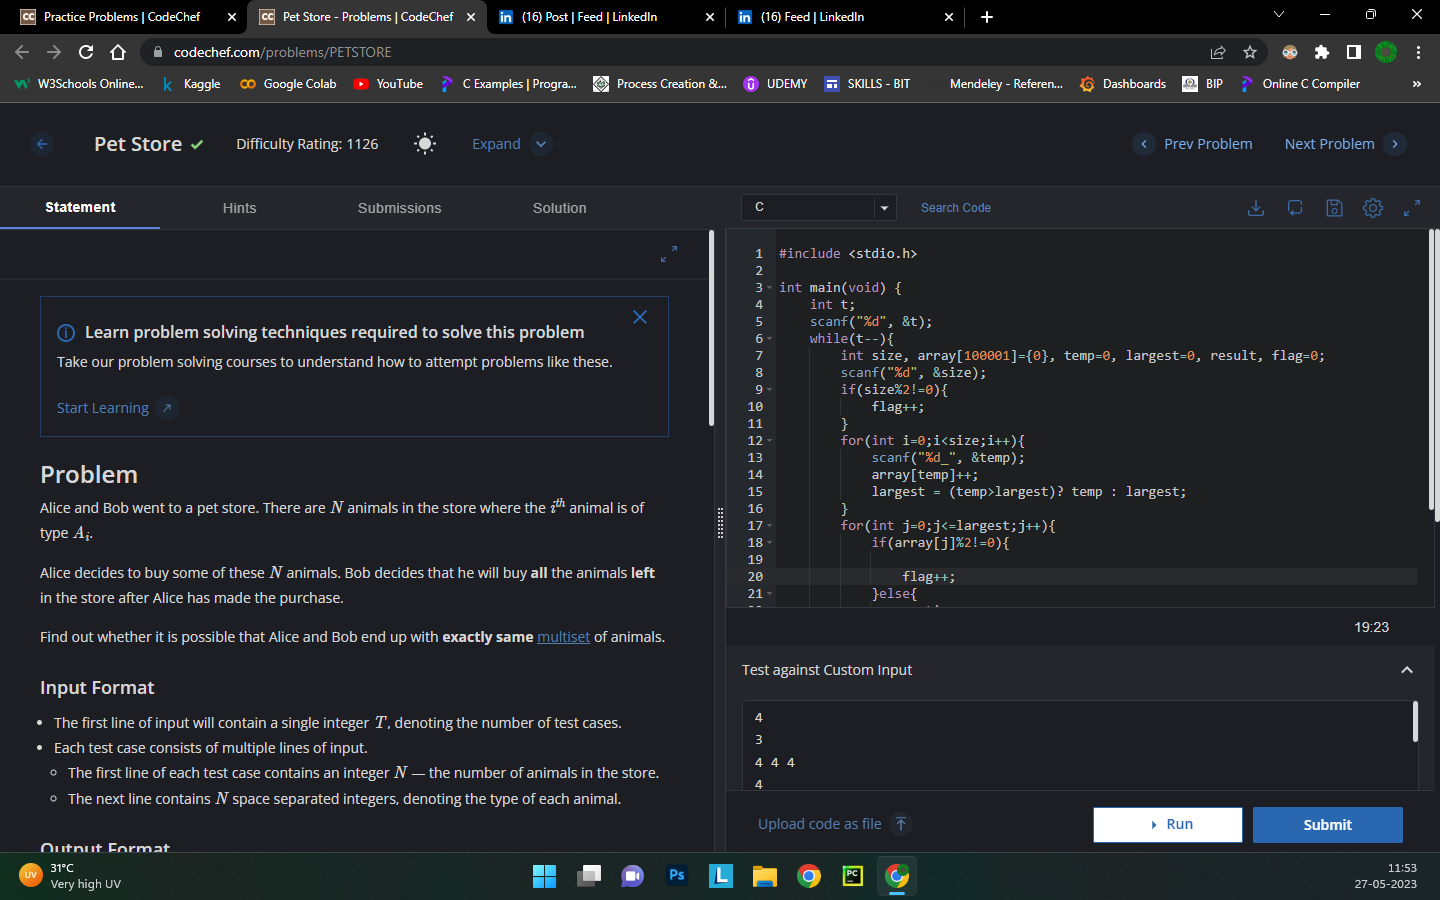 Practice Problems | CodeChef
Pet Store - Problems | CodeChef
(16) Post | Feed | LinkedIn
(16) Feed | LinkedIn
codechef.com/problems/PETSTORE
W3Schools Online...
Kaggle
Google Colab
YouTube
C Examples | Progra...
Process Creation &...
UDEMY
SKILLS - BIT
Mendeley - Referen...
Dashboards
BIP
Online C Compiler
»
Pet Store
Difficulty Rating: 1126
Expand
Prev Problem
Next Problem
Statement
Hints
Submissions
Solution
Learn problem solving techniques required to solve this problem
Take our problem solving courses to understand how to attempt problems like these.
Start Learning
Problem
Alice and Bob went to a pet store. There are N animals in the store where the i^th animal is of
type A_i.
Alice decides to buy some of these N animals. Bob decides that he will buy all the animals left
in the store after Alice has made the purchase.
Find out whether it is possible that Alice and Bob end up with exactly same multiset of animals.
Input Format
• The first line of input will contain a single integer T, denoting the number of test cases.
• Each test case consists of multiple lines of input.
◦ The first line of each test case contains an integer N — the number of animals in the store.
◦ The next line contains N space separated integers, denoting the type of each animal.
Output Format
C
Search Code
1 #include <stdio.h>
2
3 int main(void) {
4 int t;
5 scanf("%d", &t);
6 while(t--){
7 int size, array[100001]={0}, temp=0, largest=0, result, flag=0;
8 scanf("%d", &size);
9 if(size%2!=0){
10 flag++;
11 }
12 for(int i=0;i<size;i++){
13 scanf("%d_", &temp);
14 array[temp]++;
15 largest = (temp>largest)? temp : largest;
16 }
17 for(int j=0;j<=largest;j++){
18 if(array[j]%2!=0){
19
20 flag++;
21 }else{
19:23
Test against Custom Input
4
3
4 4 4
4
Upload code as file
Run
Submit
UV
31°C
Very high UV
Ps
L
PC
11:53
27-05-2023